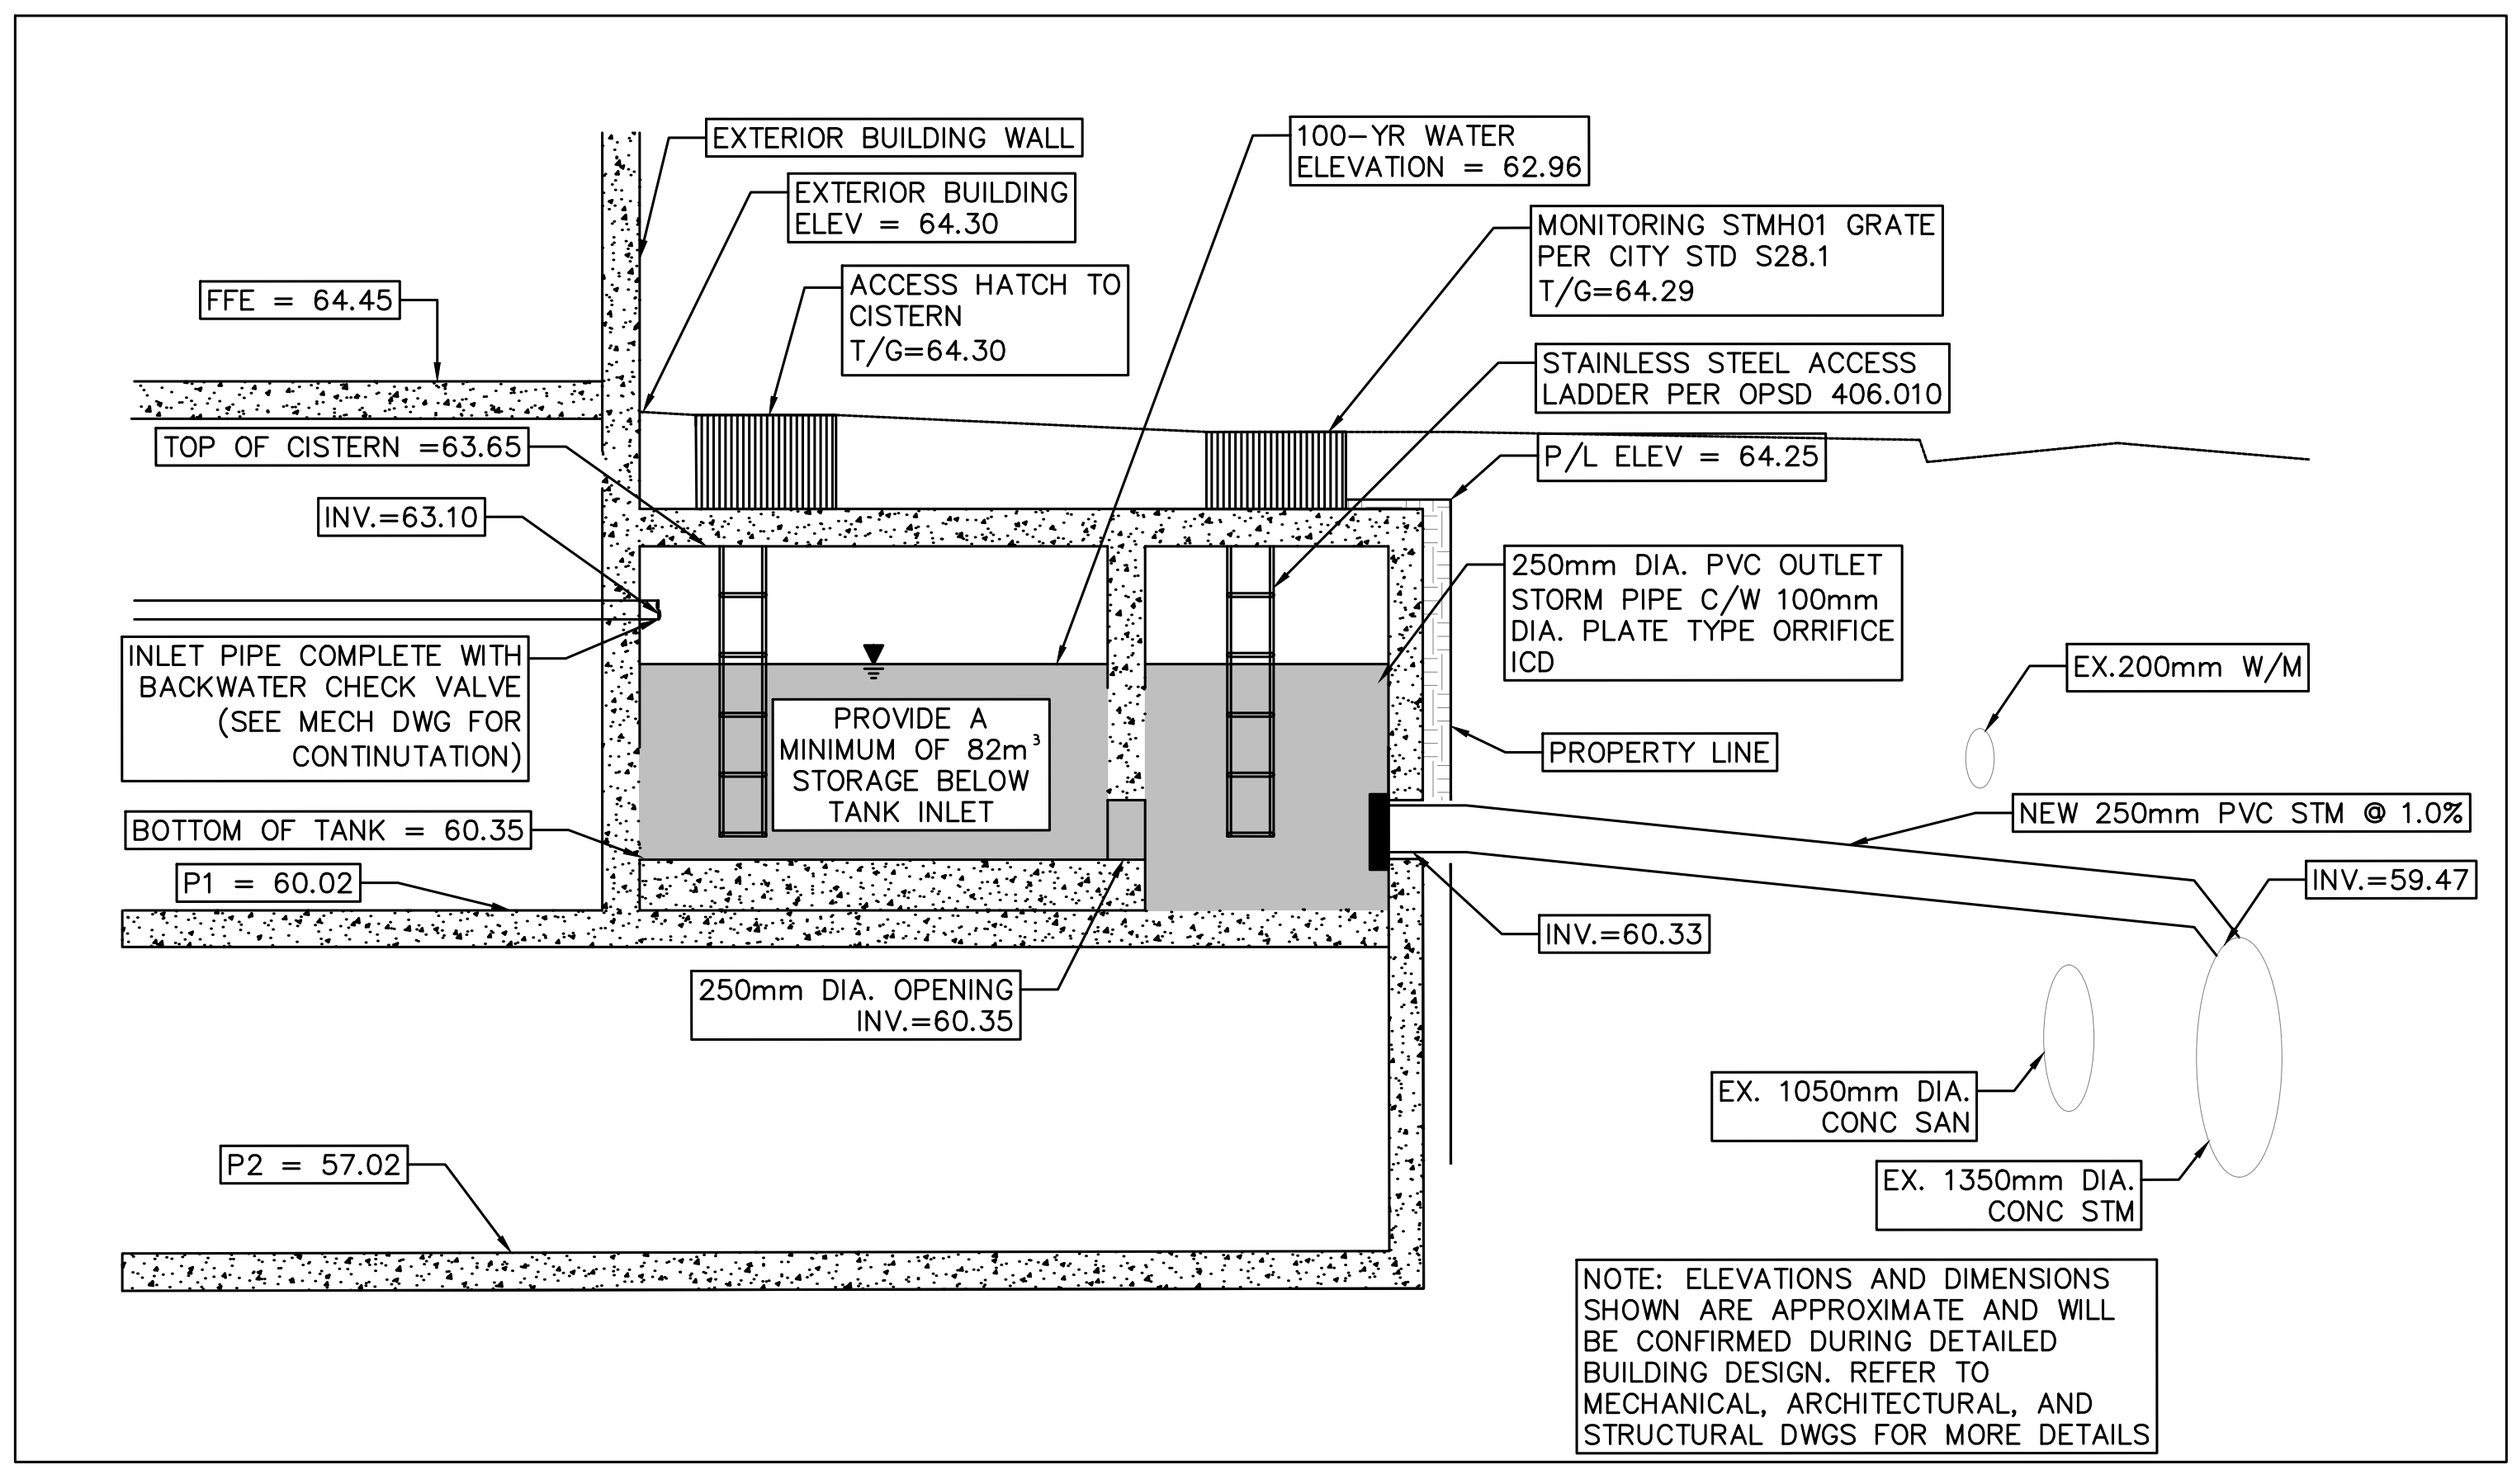 EXTERIOR BUILDING WALL
EXTERIOR BUILDING
ELEV = 64.30
ACCESS HATCH TO
CISTERN
T/G=64.30
100-YR WATER
ELEVATION = 62.96
MONITORING STMH01 GRATE
PER CITY STD S28.1
T/G=64.29
STAINLESS STEEL ACCESS
LADDER PER OPSD 406.010
P/L ELEV = 64.25
FFE = 64.45
TOP OF CISTERN =63.65
INV.=63.10
INLET PIPE COMPLETE WITH
BACKWATER CHECK VALVE
(SEE MECH DWG FOR
CONTINUTATION)
BOTTOM OF TANK = 60.35
P1 = 60.02
PROVIDE A
MINIMUM OF 82m³
STORAGE BELOW
TANK INLET
250mm DIA. PVC OUTLET
STORM PIPE C/W 100mm
DIA. PLATE TYPE ORRIFICE
ICD
EX.200mm W/M
PROPERTY LINE
NEW 250mm PVC STM @ 1.0%
INV.=59.47
INV.=60.33
250mm DIA. OPENING
INV.=60.35
EX. 1050mm DIA.
CONC SAN
EX. 1350mm DIA.
CONC STM
P2 = 57.02
NOTE: ELEVATIONS AND DIMENSIONS
SHOWN ARE APPROXIMATE AND WILL
BE CONFIRMED DURING DETAILED
BUILDING DESIGN. REFER TO
MECHANICAL, ARCHITECTURAL, AND
STRUCTURAL DWGS FOR MORE DETAILS